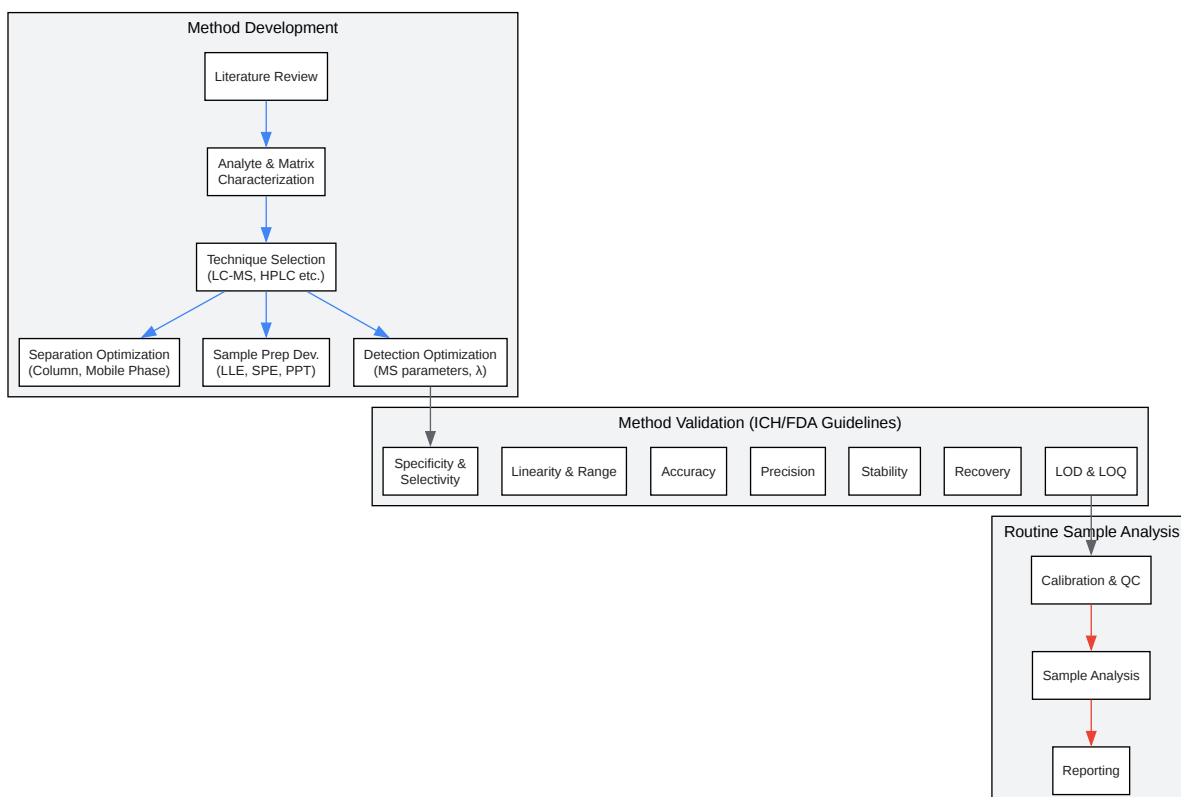 Method Development
Literature Review
Analyte & Matrix
Characterization
Technique Selection
(LC-MS, HPLC etc.)
Separation Optimization
(Column, Mobile Phase)
Sample Prep Dev.
(LLE, SPE, PPT)
Detection Optimization
(MS parameters, λ)
Method Validation (ICH/FDA Guidelines)
Specificity &
Selectivity
Linearity & Range
Accuracy
Precision
Stability
Recovery
LOD & LOQ
Routine Sample Analysis
Calibration & QC
Sample Analysis
Reporting